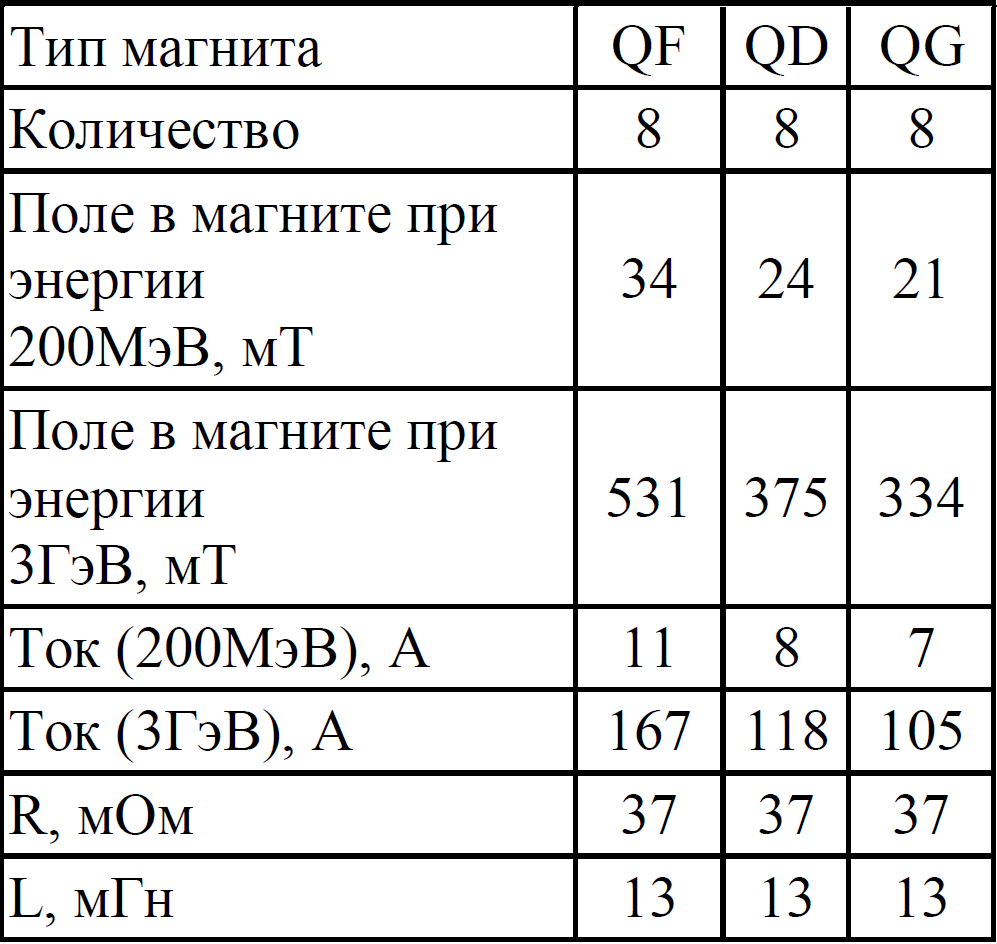 Тип магнита QF QD QG
Количество 8 8 8
Поле в магните при
энергии 34 24 21
200МэВ, мТ
Поле в магните при
энергии 531 375 334
3ГэВ, мТ
Ток (200МэВ), А 11 8 7
Ток (3ГэВ), А 167 118 105
R, мОм 37 37 37
L, мГн 13 13 13